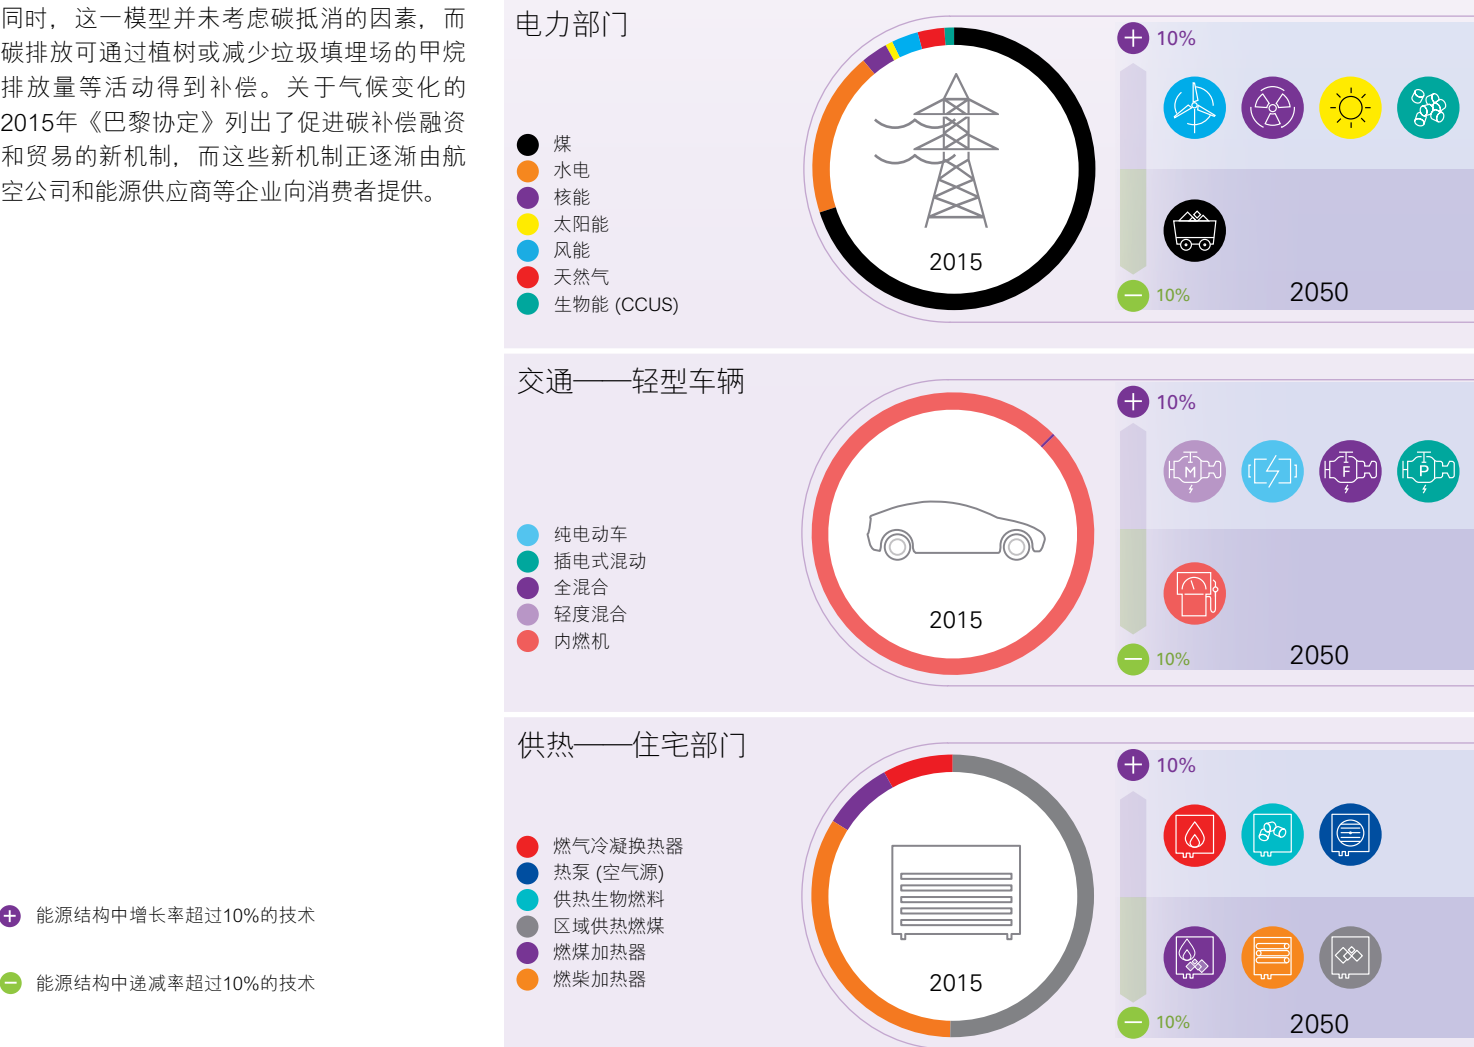 同时，这一模型并未考虑碳抵消的因素，而
碳排放可通过植树或减少垃圾填埋场的甲烷
排放量等活动得到补偿。关于气候变化的
2015年《巴黎协定》列出了促进碳补偿融资
和贸易的新机制，而这些新机制正逐渐由航
空公司和能源供应商等企业向消费者提供。
能源结构中增长率超过10%的技术
能源结构中递减率超过10%的技术
电力部门
煤
水电
核能
太阳能
风能
天然气
生物能 (CCUS)
2015
10%
10%
2050
交通——轻型车辆
纯电动车
插电式混动
全混合
轻度混合
内燃机
2015
10%
M
F
P
10%
2050
供热——住宅部门
燃气冷凝换热器
热泵 (空气源)
供热生物燃料
区域供热燃煤
燃煤加热器
燃柴加热器
2015
10%
10%
2050